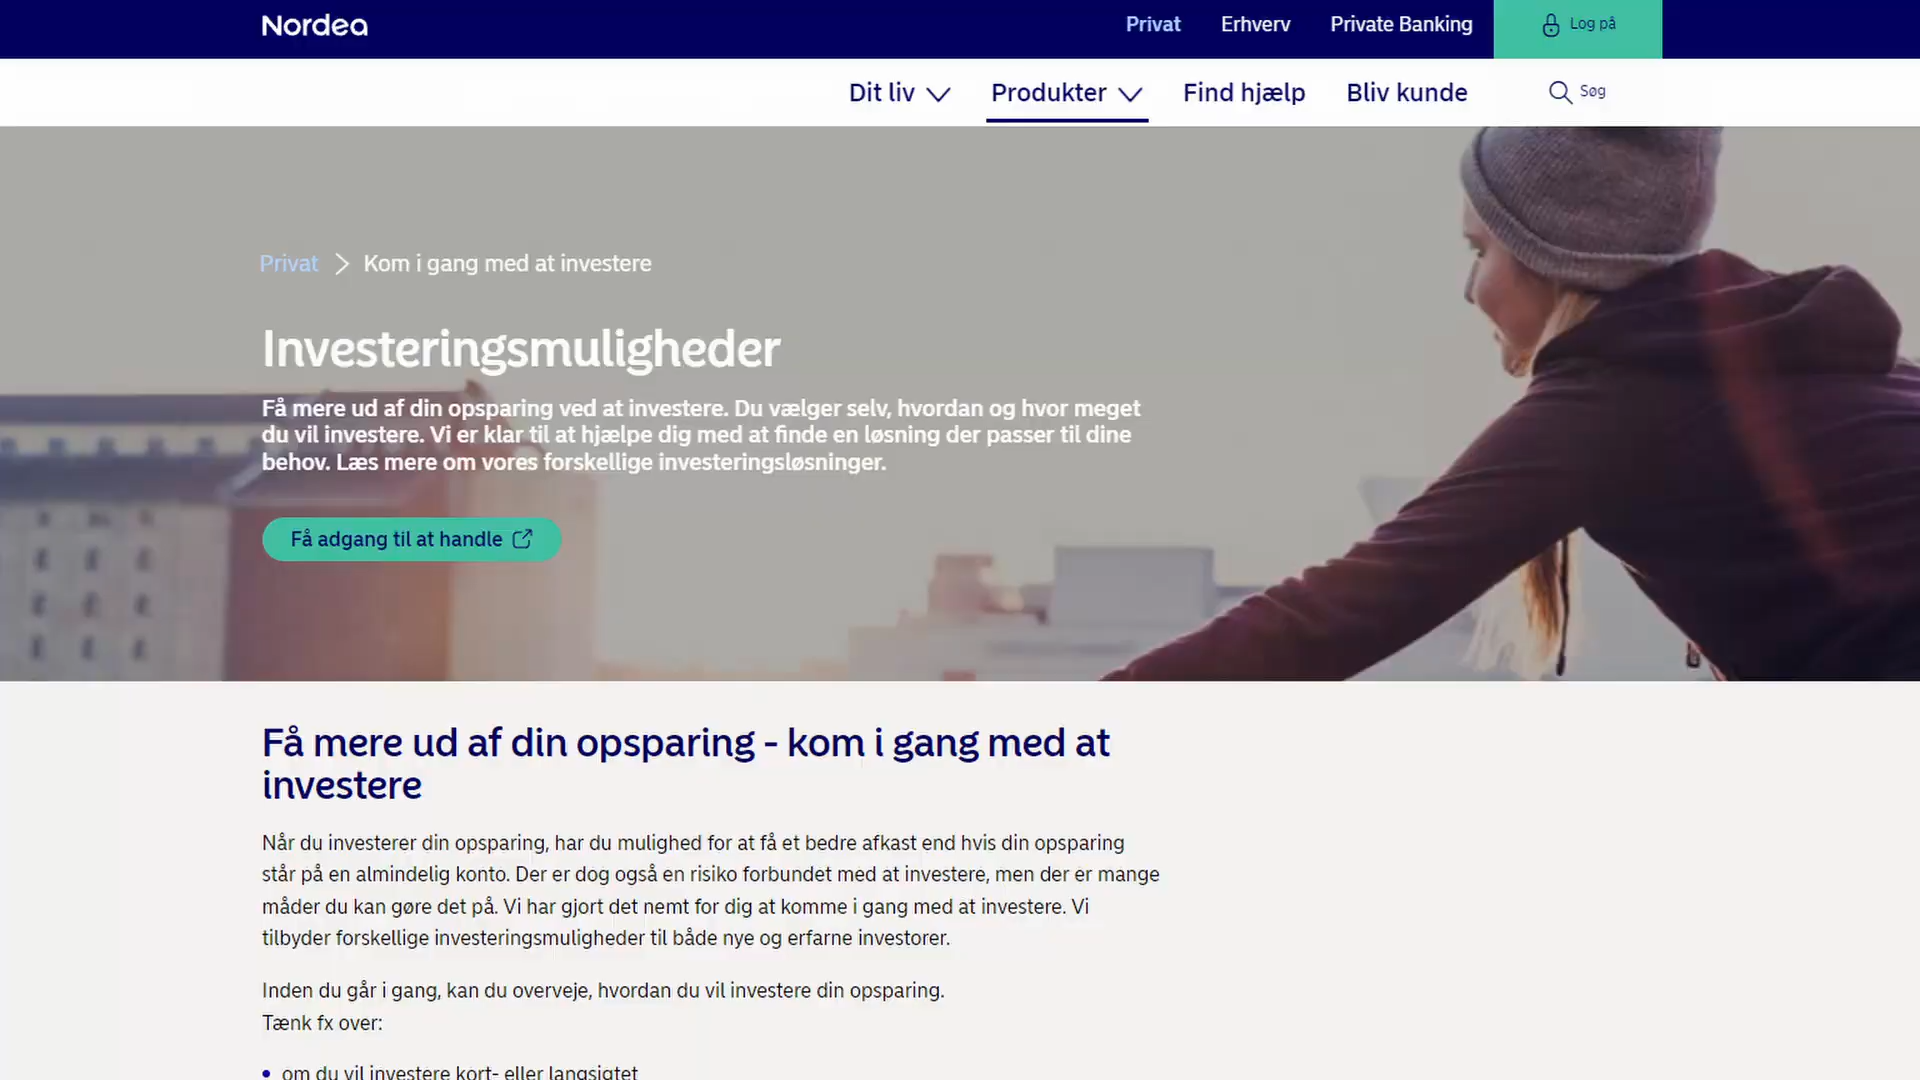 Nordea
Privat
Erhverv
Private Banking
Log på
Dit liv
Produkter
Find hjælp
Bliv kunde
Søg
Privat
Kom i gang med at investere
Investeringsmuligheder
Få mere ud af din opsparing ved at investere. Du vælger selv, hvordan og hvor meget
du vil investere. Vi er klar til at hjælpe dig med at finde en løsning der passer til dine
behov. Læs mere om vores forskellige investeringsløsninger.
Få adgang til at handle
Få mere ud af din opsparing - kom i gang med at
investere
Når du investerer din opsparing, har du mulighed for at få et bedre afkast end hvis din opsparing
står på en almindelig konto. Der er dog også en risiko forbundet med at investere, men der er mange
måder du kan gøre det på. Vi har gjort det nemt for dig at komme i gang med at investere. Vi
tilbyder forskellige investeringsmuligheder til både nye og erfarne investorer.
Inden du går i gang, kan du overveje, hvordan du vil investere din opsparing.
Tænk fx over:
om du vil investere kort- eller langsigtet